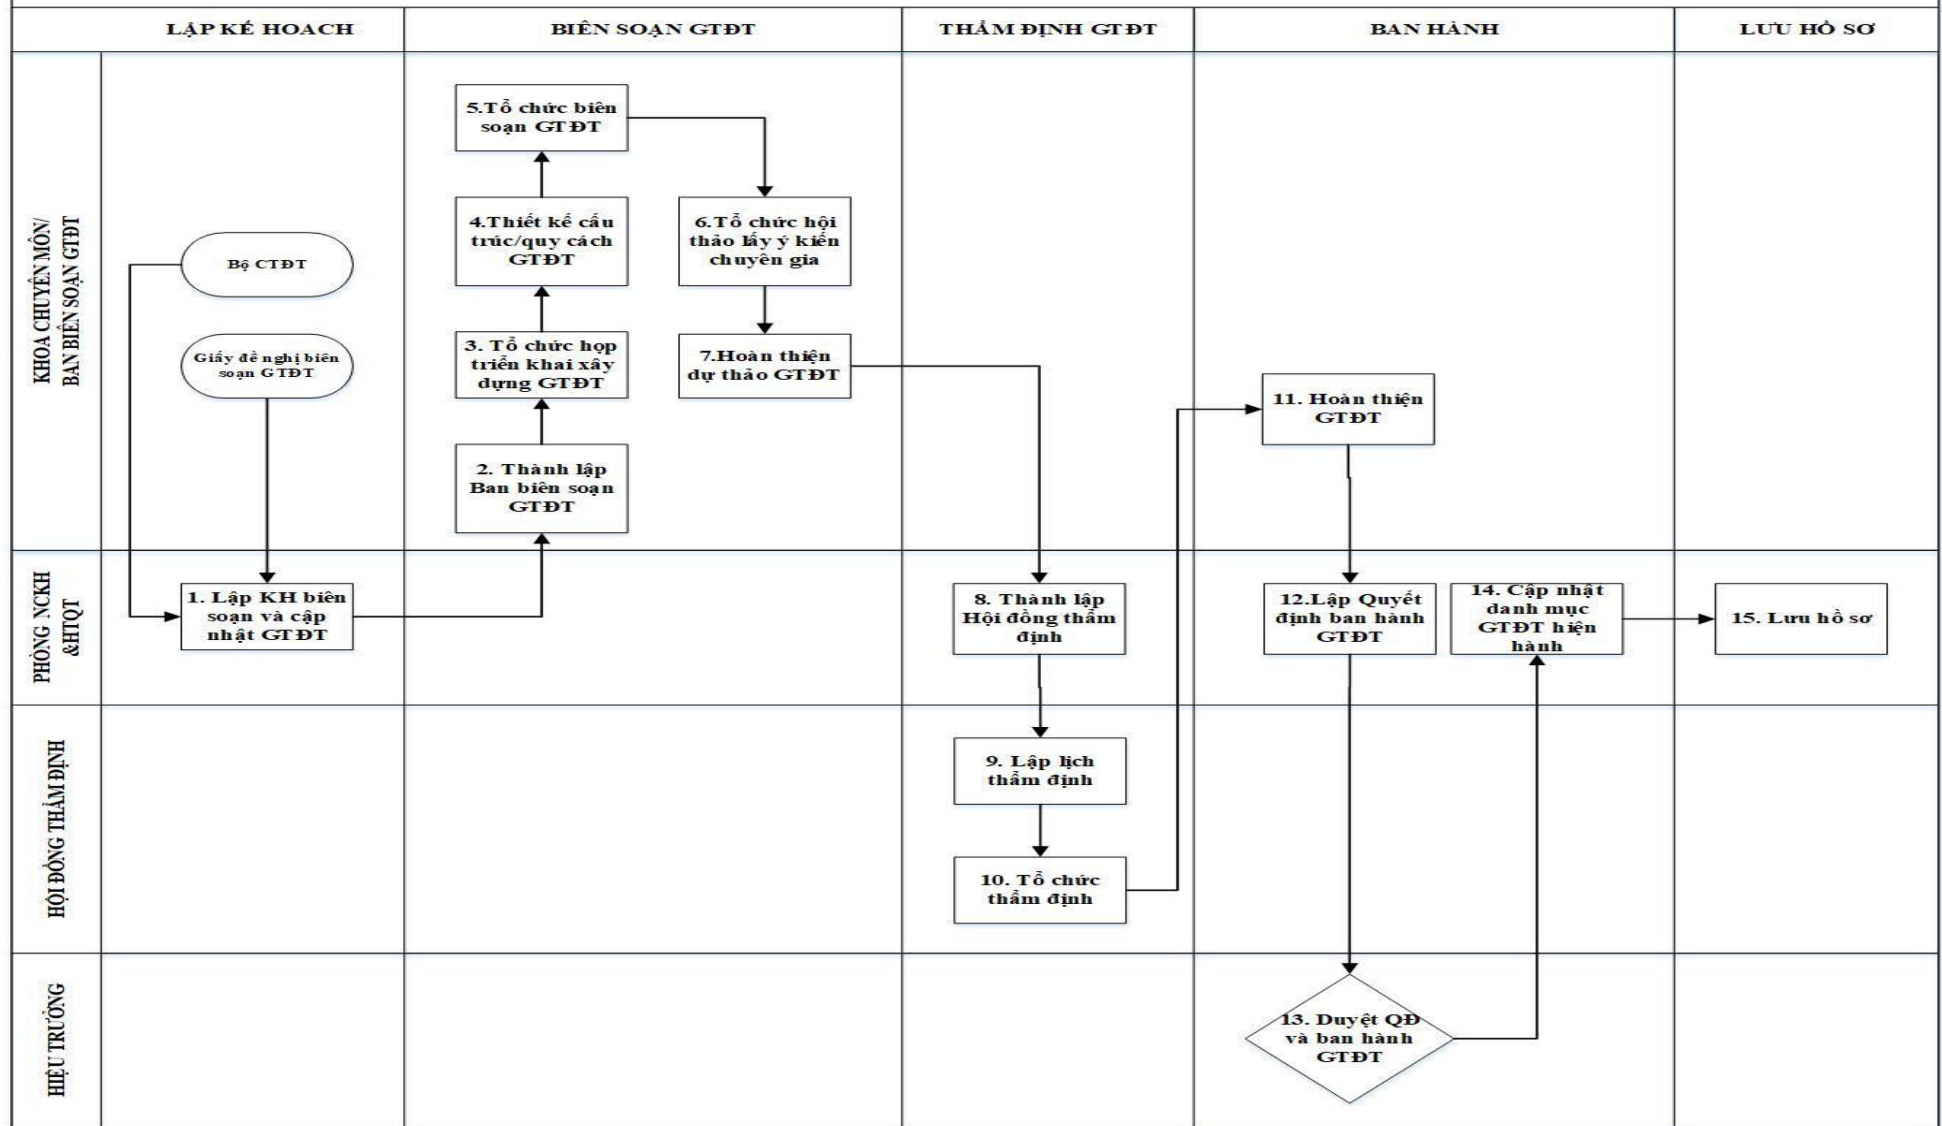 LẬP KẾ HOẠCH
BIÊN SOẠN GTĐT
THẨM ĐỊNH GTĐT
BAN HÀNH
LƯU HỒ SƠ
KHOA CHUYÊN MÔN/
BAN BIÊN SOẠN GTĐT
Bộ CTĐT
Giấy đề nghị biên
soạn GTĐT
5.Tổ chức biên
soạn GTĐT
4.Thiết kế cấu
trúc/quy cách
GTĐT
3. Tổ chức họp
triển khai xây
dựng GTĐT
2. Thành lập
Ban biên soạn
GTĐT
6.Tổ chức hội
thảo lấy ý kiến
chuyên gia
7.Hoàn thiện
dự thảo GTĐT
11. Hoàn thiện
GTĐT
PHÒNG NCKH
&HTQT
1. Lập KH biên
soạn và cập
nhật GTĐT
8. Thành lập
Hội đồng thẩm
định
12.Lập Quyết
định ban hành
GTĐT
14. Cập nhật
danh mục
GTĐT hiện
hành
15. Lưu hồ sơ
HỘI ĐỒNG THẨM ĐỊNH
9. Lập lịch
thẩm định
10. Tổ chức
thẩm định
HIỆU TRƯỞNG
13. Duyệt QĐ
và ban hành
GTĐT